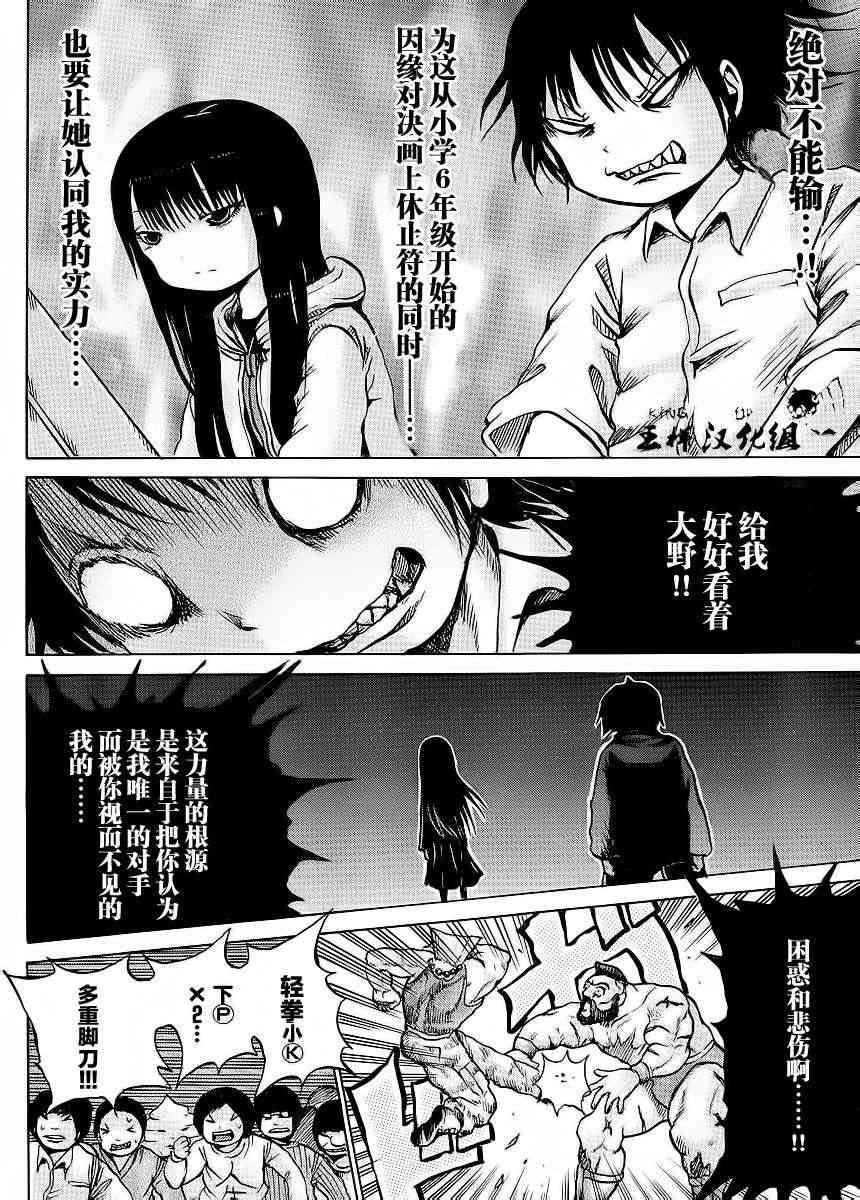 绝对不能输…!!
为这从小学6年级开始的
因缘对决画上休止符的同时——…
也要让她认同我的实力……
KING
汉化组
给我
好好看着
大野!!
这力量的根源
是来自于把你认为
是我唯一的对手
而被你视而不见的
我的……
困惑和悲伤啊……!!
轻拳小Ⓚ
下Ⓟ
×2…
多重脚刀!!!